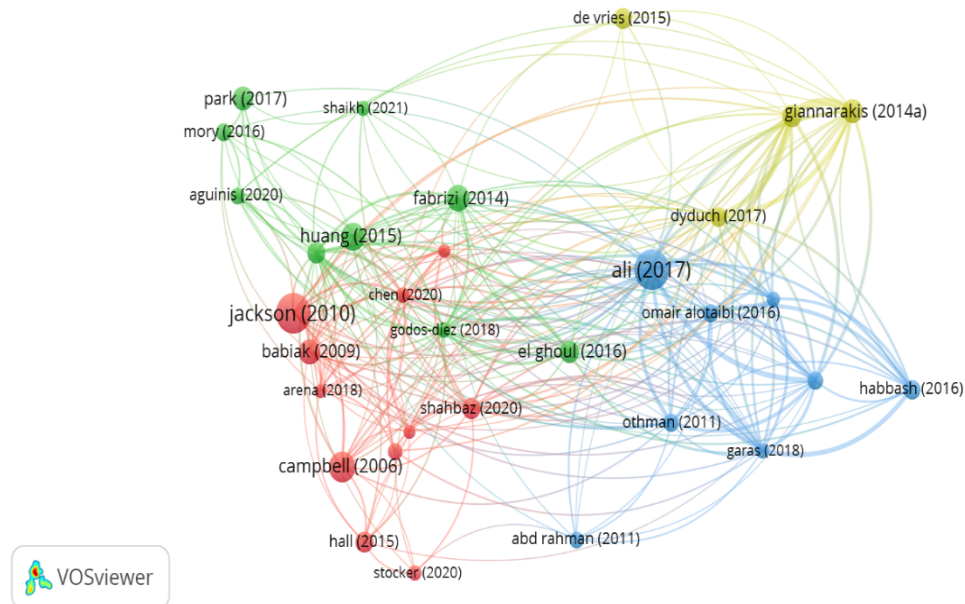 de vries (2015)
park (2017)
shaikh (2021)
giannarakis (2014a)
mory (2016)
aguinis (2020)
fabrizi (2014)
dyduch (2017)
huang (2015)
ali (2017)
chen (2020)
jackson (2010)
omair alotaibi (2016)
godos-diez (2018)
babiak (2009)
el ghoul (2016)
arena (2018)
habbash (2016)
shahbaz (2020)
othman (2011)
garas (2018)
campbell (2006)
hall (2015)
abd rahman (2011)
stocker (2020)
VOSviewer